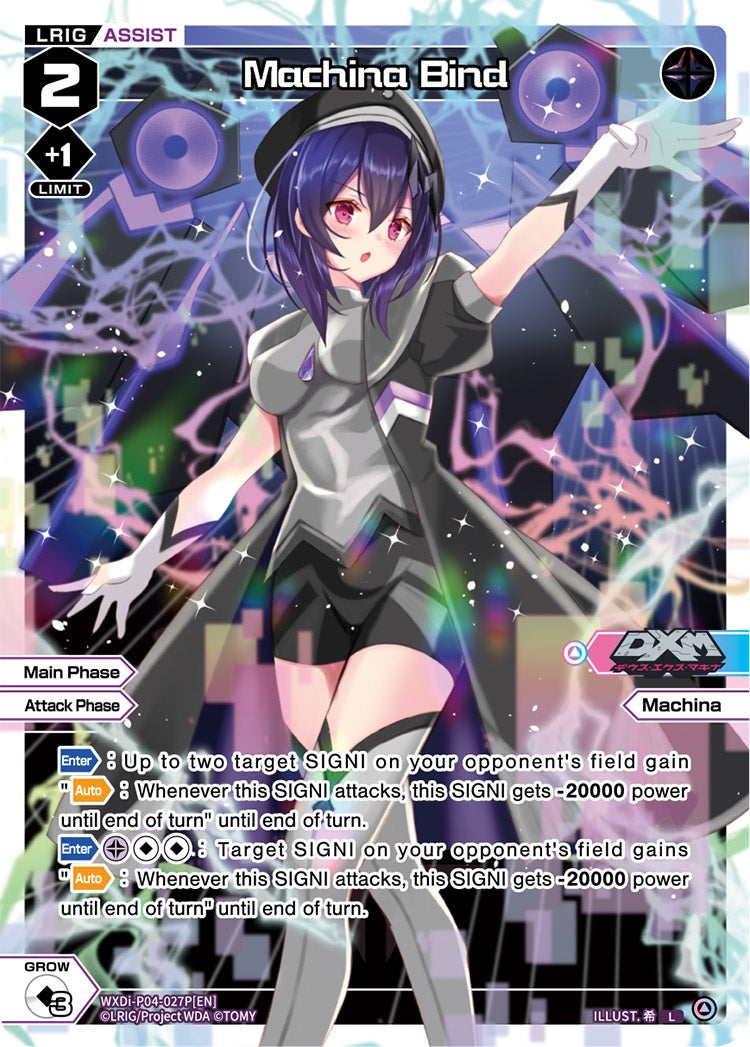 LRIG ASSIST
2
Machina Bind
+1
LIMIT
DXM
デウス・エクス・マキナ
Main Phase
Attack Phase
Machina
Enter : Up to two target SIGNI on your opponent's field gain
" Auto : Whenever this SIGNI attacks, this SIGNI gets -20000 power
until end of turn" until end of turn.
Enter : Target SIGNI on your opponent's field gains
" Auto : Whenever this SIGNI attacks, this SIGNI gets -20000 power
until end of turn" until end of turn.
GROW
3
WXDi-P04-027P[EN]
©LRIG/Project WDA ©TOMY
ILLUST. 希 L